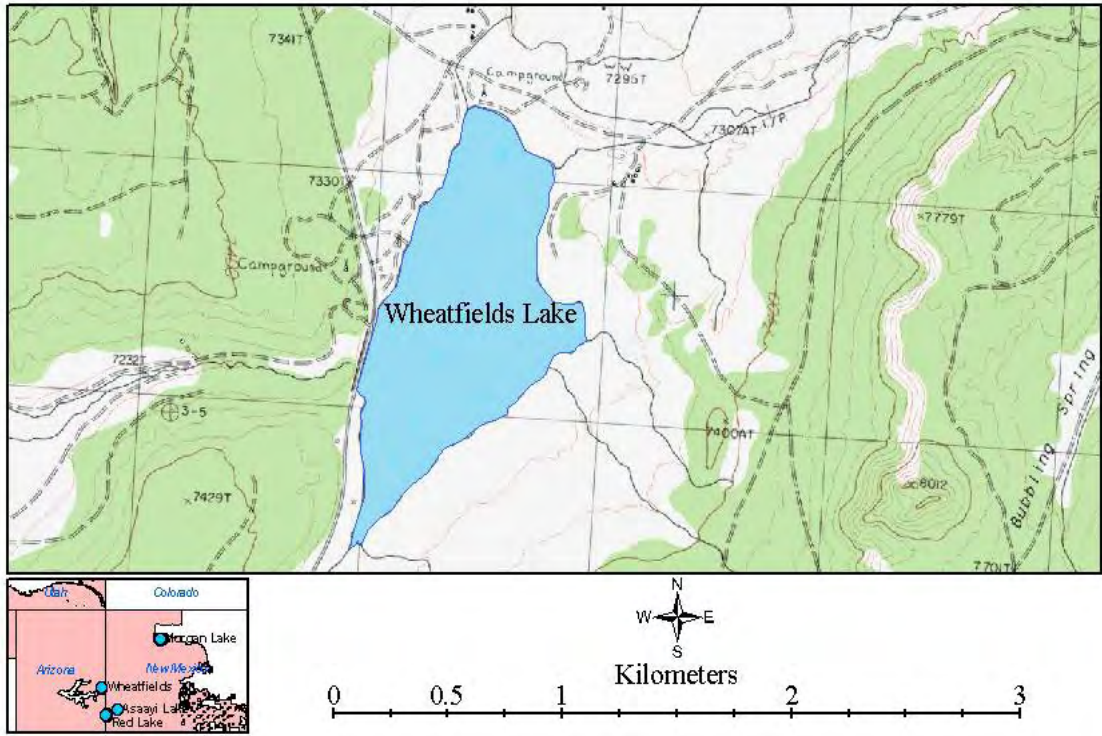 7341T
Campground
W W
7295T
7307AT
7330T
7779T
Campground
Wheatfields Lake
7232T
3-5
7400AT
Bubbling Spring
7429T
8012
7701T
Utah Colorado
Morgan Lake
Arizona New Mexico
Wheatfields
Asaayi Lake
Red Lake
N
W E
S
Kilometers
0 0.5 1 2 3